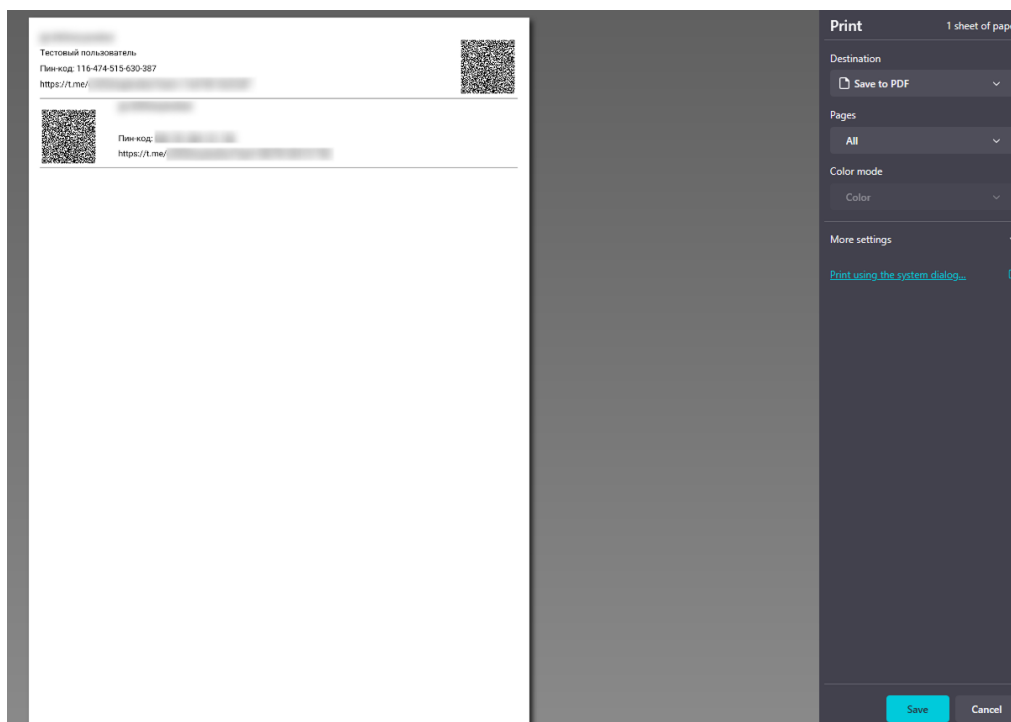 Тестовый пользователь
Пин-код: 116-474-515-630-387
https://t.me/
Пин-код:
https://t.me/
Print
1 sheet of pape
Destination
Save to PDF
Pages
All
Color mode
Color
More settings
Print using the system dialog...
Save
Cancel